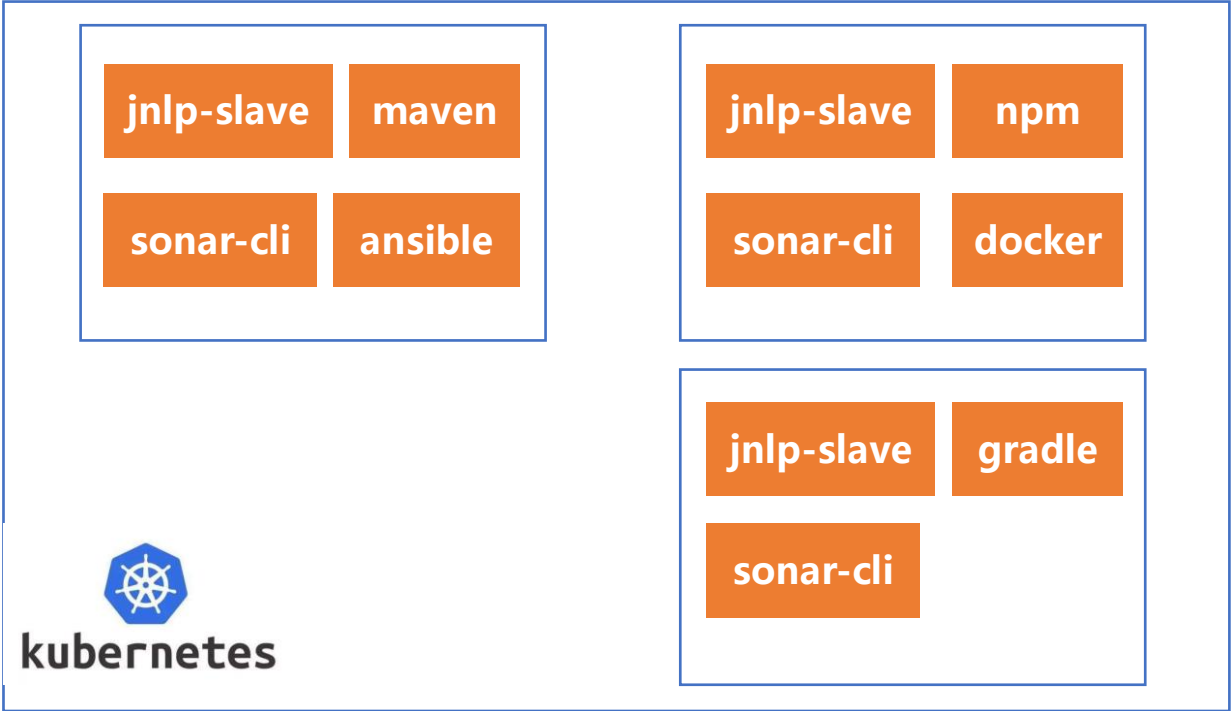 jnlp-slave maven
sonar-cli ansible
jnlp-slave npm
sonar-cli docker
jnlp-slave gradle
sonar-cli
kubernetes